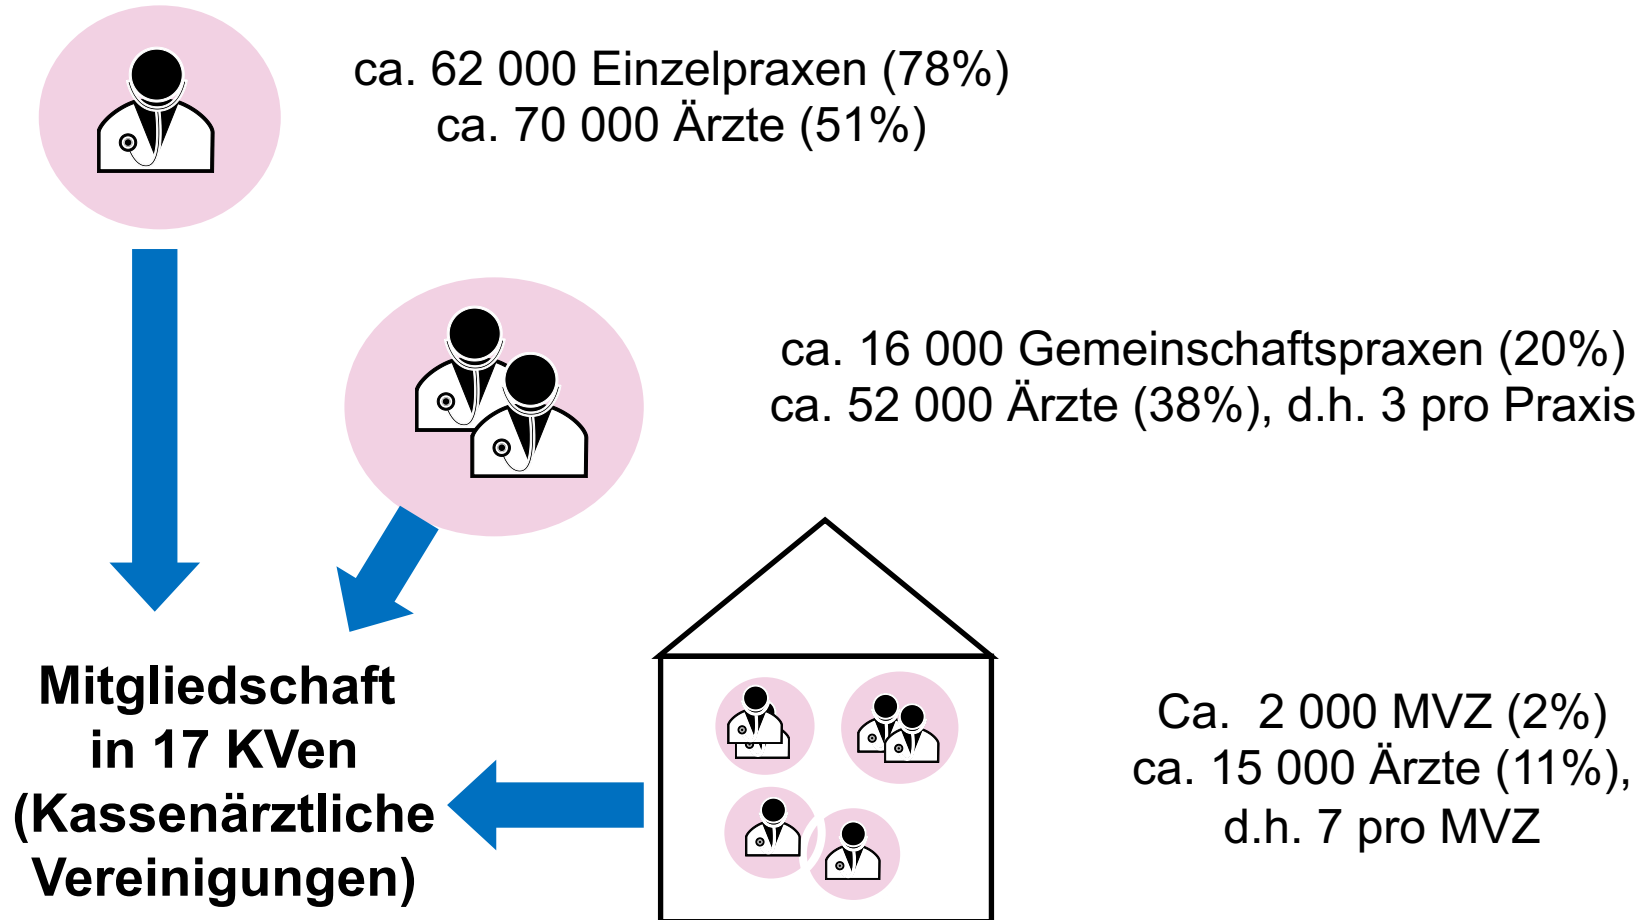 ca. 62 000 Einzelpraxen (78%)
ca. 70 000 Ärzte (51%)
ca. 16 000 Gemeinschaftspraxen (20%)
ca. 52 000 Ärzte (38%), d.h. 3 pro Praxis
Mitgliedschaft
in 17 KVen
(Kassenärztliche
Vereinigungen)
Ca. 2 000 MVZ (2%)
ca. 15 000 Ärzte (11%),
d.h. 7 pro MVZ